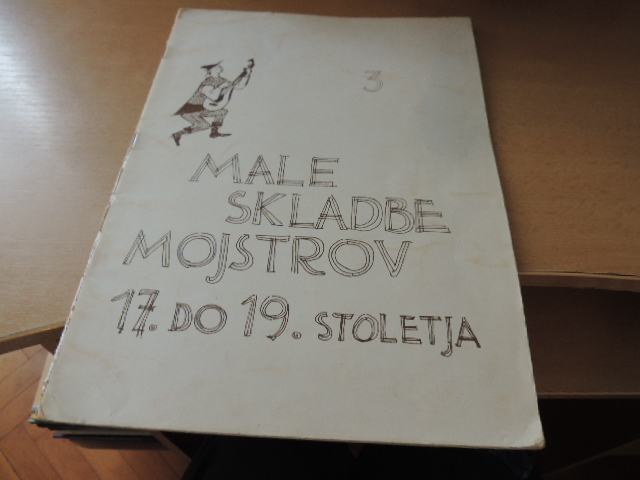 3
MALE
SKLADBE
MOJSTROV
17. DO 19. STOLETJA